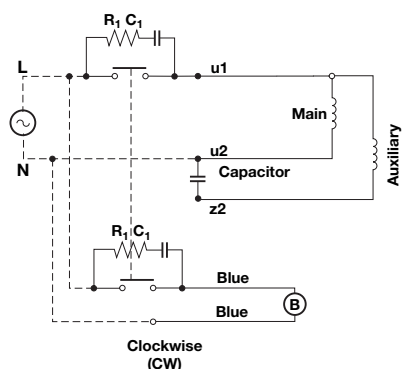 R1 C1
L
u1
Main
Auxiliary
N
u2
Capacitor
z2
R1 C1
Blue
B
Blue
Clockwise
(CW)